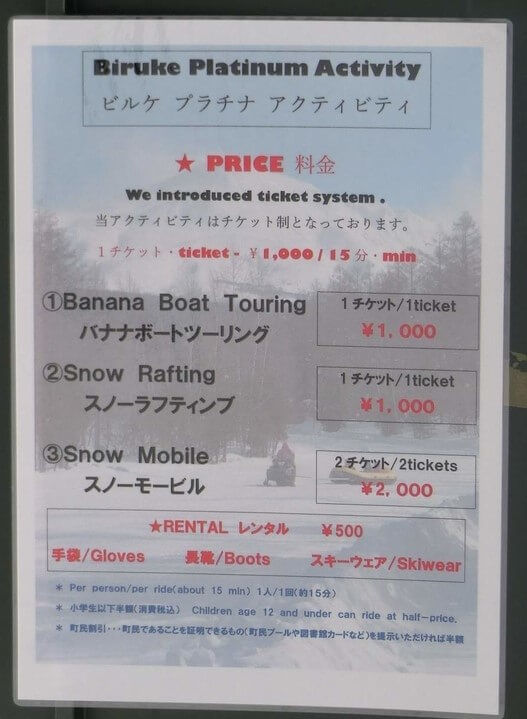 Biruke Platinum Activity
ビルケ プラチナ アクティビティ
★ PRICE 料金
We introduced ticket system .
当アクティビティはチケット制となっております。
1チケット・ticket - ¥1,000 / 15分・min
①Banana Boat Touring
バナナボートツーリング
1チケット/1ticket
¥1, 000
②Snow Rafting
スノーラフティンブ
1チケット/1ticket
¥1, 000
③Snow Mobile
スノーモービル
2チケット/2tickets
¥2, 000
★RENTAL レンタル ¥500
手袋/Gloves 長靴/Boots スキーウェア/Skiwear
* Per person/per ride(about 15 min) 1人/1回(約15分)
* 小学生以下半額(消費税込) Children age 12 and under can ride at half-price.
* 町民割引・・・町民であることを証明できるもの(町民プールや図書館カードなど)を提示いただければ半額